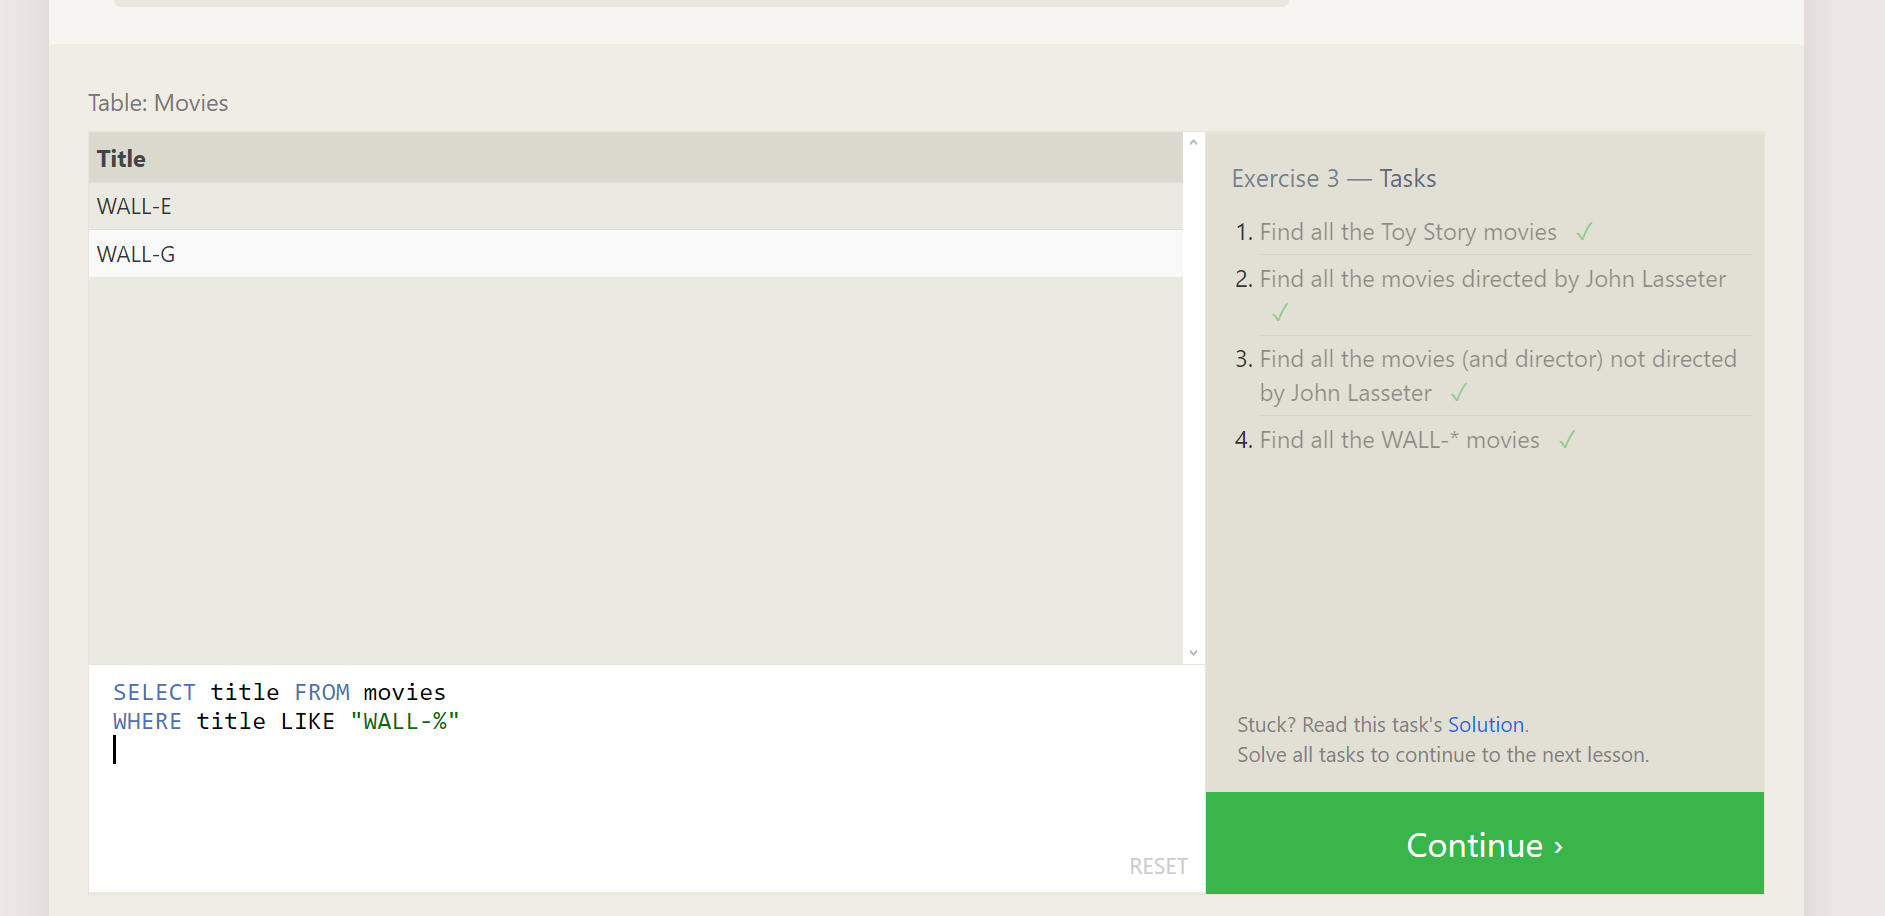 Table: Movies
Title
WALL-E
WALL-G
SELECT title FROM movies
WHERE title LIKE "WALL-%"
RESET
Exercise 3 — Tasks
1. Find all the Toy Story movies ✓
2. Find all the movies directed by John Lasseter
✓
3. Find all the movies (and director) not directed
by John Lasseter ✓
4. Find all the WALL-* movies ✓
Stuck? Read this task's Solution.
Solve all tasks to continue to the next lesson.
Continue ›